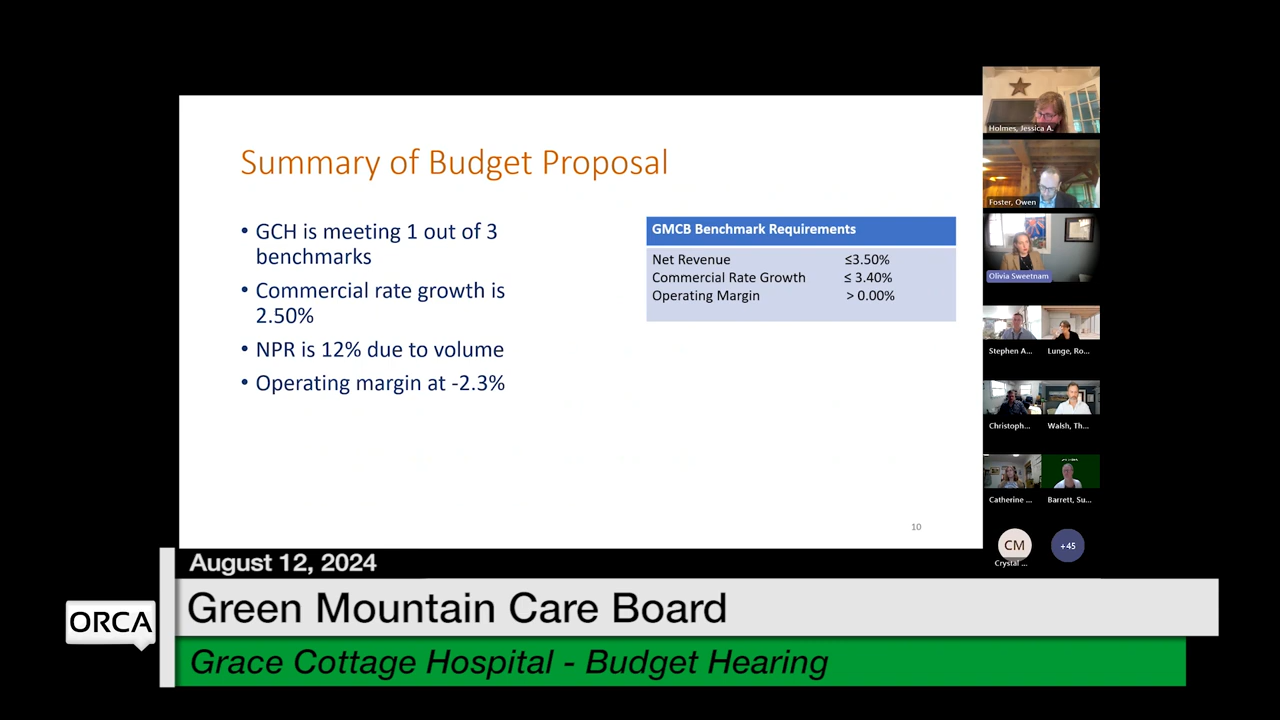 Summary of Budget Proposal
• GCH is meeting 1 out of 3
benchmarks
• Commercial rate growth is
2.50%
• NPR is 12% due to volume
• Operating margin at -2.3%
GMCB Benchmark Requirements
Net Revenue ≤3.50%
Commercial Rate Growth ≤ 3.40%
Operating Margin > 0.00%
10
Holmes, Jessica A.
Foster, Owen
Olivia Sweetnam
Stephen A...
Lunge, Ro...
Christoph...
Walsh, Th...
Catherine ...
Barrett, Su...
CM
+45
Crystal ...
August 12, 2024
ORCA
Green Mountain Care Board
Grace Cottage Hospital - Budget Hearing